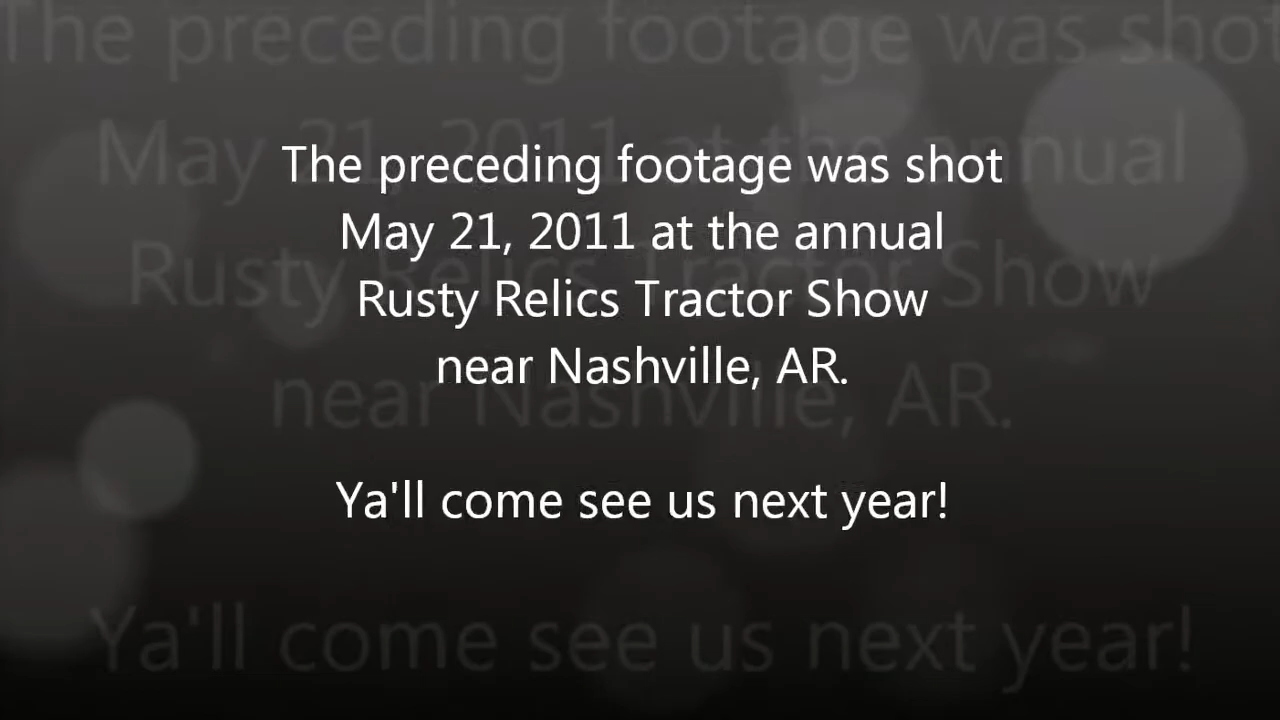 The preceding footage was shot
May 21, 2011 at the annual
Rusty Relics Tractor Show
near Nashville, AR.
Ya'll come see us next year!